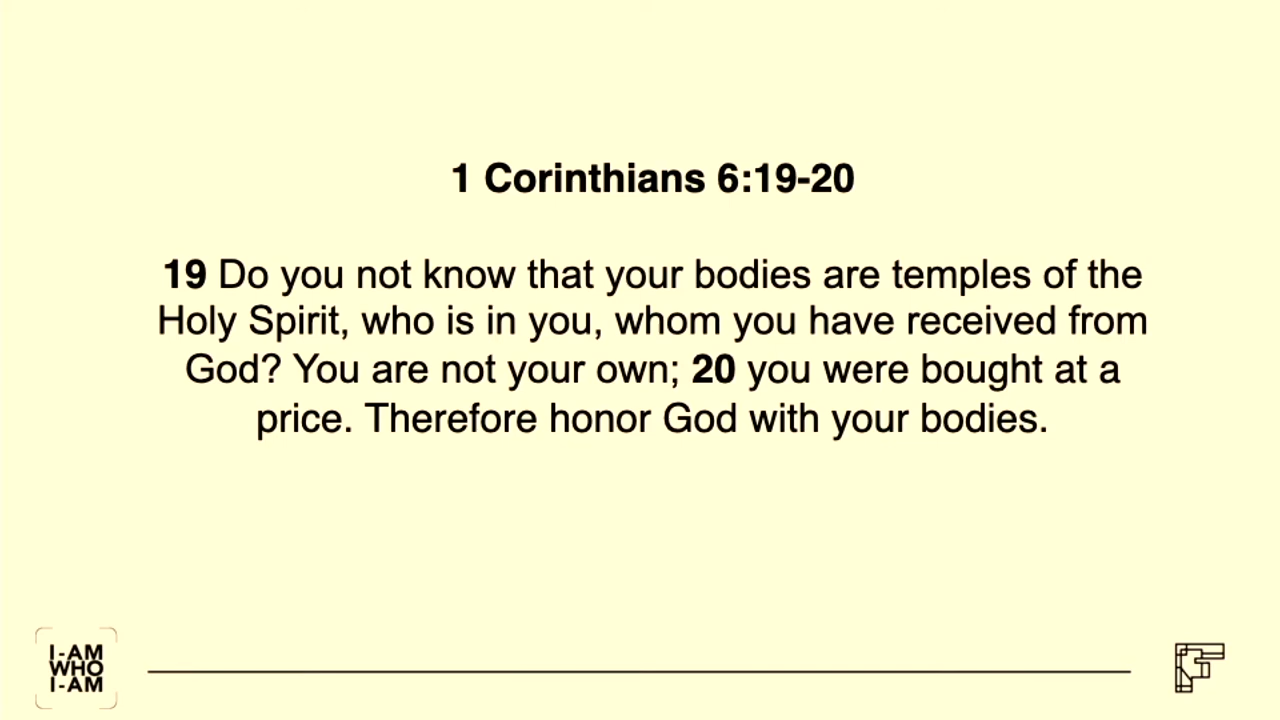 1 Corinthians 6:19-20
19 Do you not know that your bodies are temples of the
Holy Spirit, who is in you, whom you have received from
God? You are not your own; 20 you were bought at a
price. Therefore honor God with your bodies.
I-AM
WHO
I-AM